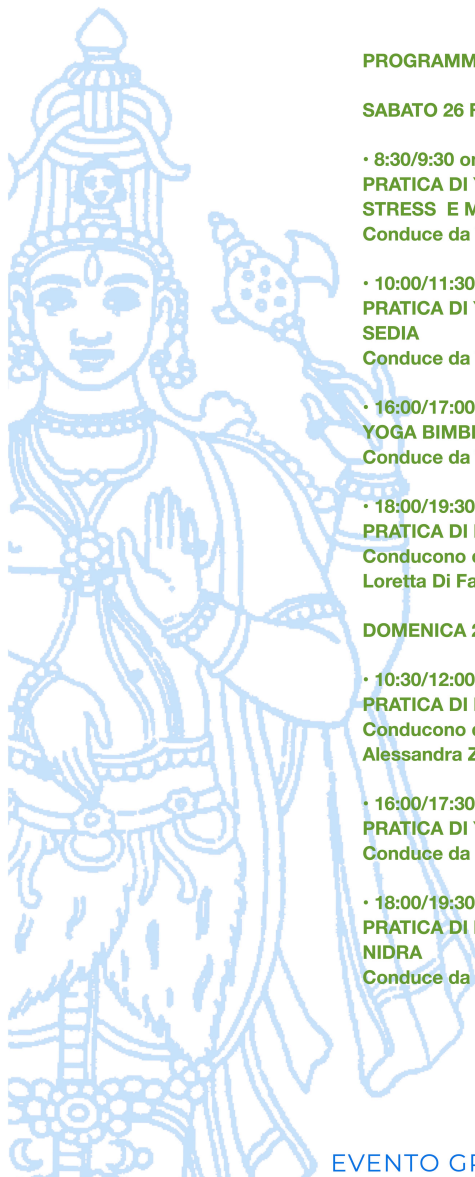 PROGRAMM
SABATO 26 F
• 8:30/9:30 or
PRATICA DI Y
STRESS E M
Conduce da
• 10:00/11:30
PRATICA DI Y
SEDIA
Conduce da
• 16:00/17:00
YOGA BIMBI
Conduce da
• 18:00/19:30
PRATICA DI
Conducono
Loretta Di Fa
DOMENICA 2
• 10:30/12:00
PRATICA DI
Conducono
Alessandra Z
• 16:00/17:30
PRATICA DI Y
Conduce da
• 18:00/19:30
PRATICA DI
NIDRA
Conduce da
EVENTO GR